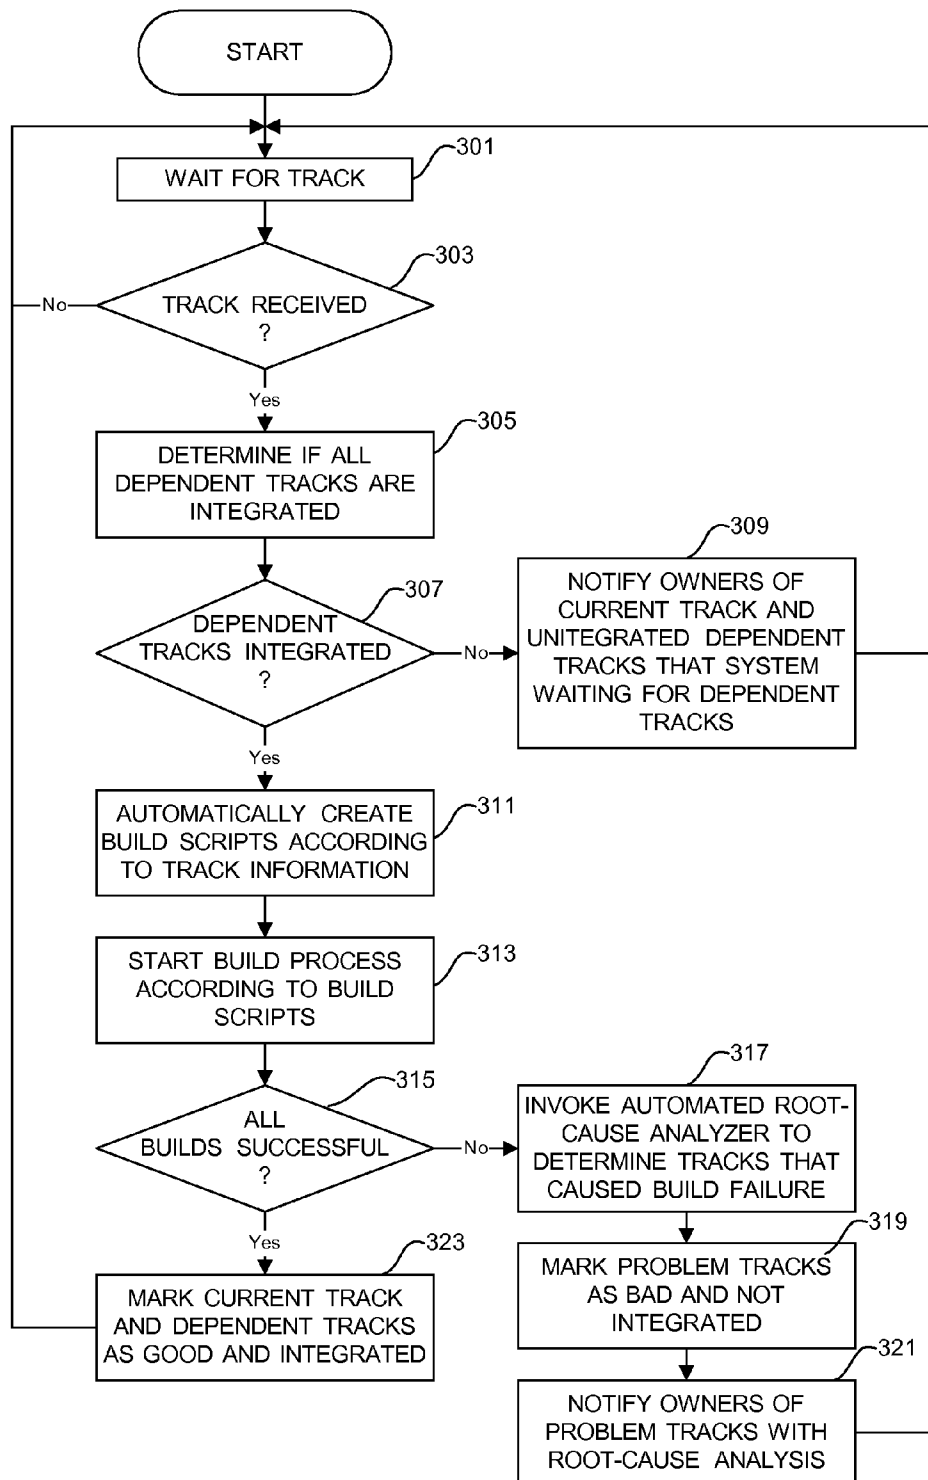 START
WAIT FOR TRACK
301
TRACK RECEIVED
?
303
No
Yes
DETERMINE IF ALL
DEPENDENT TRACKS ARE
INTEGRATED
305
DEPENDENT
TRACKS INTEGRATED
?
307
No
NOTIFY OWNERS OF
CURRENT TRACK AND
UNITEGRATED DEPENDENT
TRACKS THAT SYSTEM
WAITING FOR DEPENDENT
TRACKS
309
Yes
AUTOMATICALLY CREATE
BUILD SCRIPTS ACCORDING
TO TRACK INFORMATION
311
START BUILD PROCESS
ACCORDING TO BUILD
SCRIPTS
313
ALL
BUILDS SUCCESSFUL
?
315
No
INVOKE AUTOMATED ROOT-
CAUSE ANALYZER TO
DETERMINE TRACKS THAT
CAUSED BUILD FAILURE
317
MARK PROBLEM TRACKS
AS BAD AND NOT
INTEGRATED
319
NOTIFY OWNERS OF
PROBLEM TRACKS WITH
ROOT-CAUSE ANALYSIS
321
Yes
MARK CURRENT TRACK
AND DEPENDENT TRACKS
AS GOOD AND INTEGRATED
323